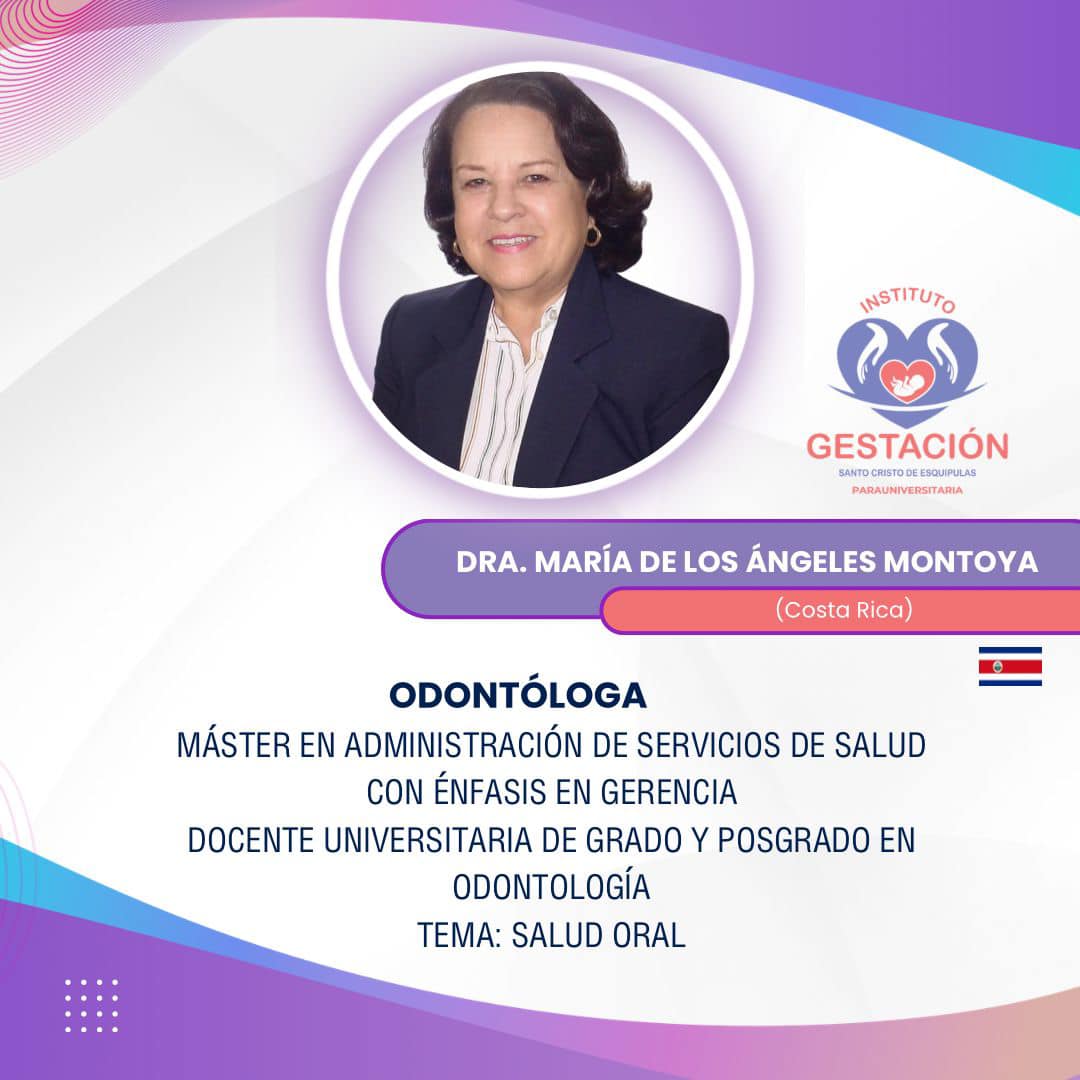 INSTITUTO
GESTACIÓN
SANTO CRISTO DE ESQUIPULAS
PARAUNIVERSITARIA
DRA. MARÍA DE LOS ÁNGELES MONTOYA
(Costa Rica)
ODONTÓLOGA
MÁSTER EN ADMINISTRACIÓN DE SERVICIOS DE SALUD
CON ÉNFASIS EN GERENCIA
DOCENTE UNIVERSITARIA DE GRADO Y POSGRADO EN
ODONTOLOGÍA
TEMA: SALUD ORAL